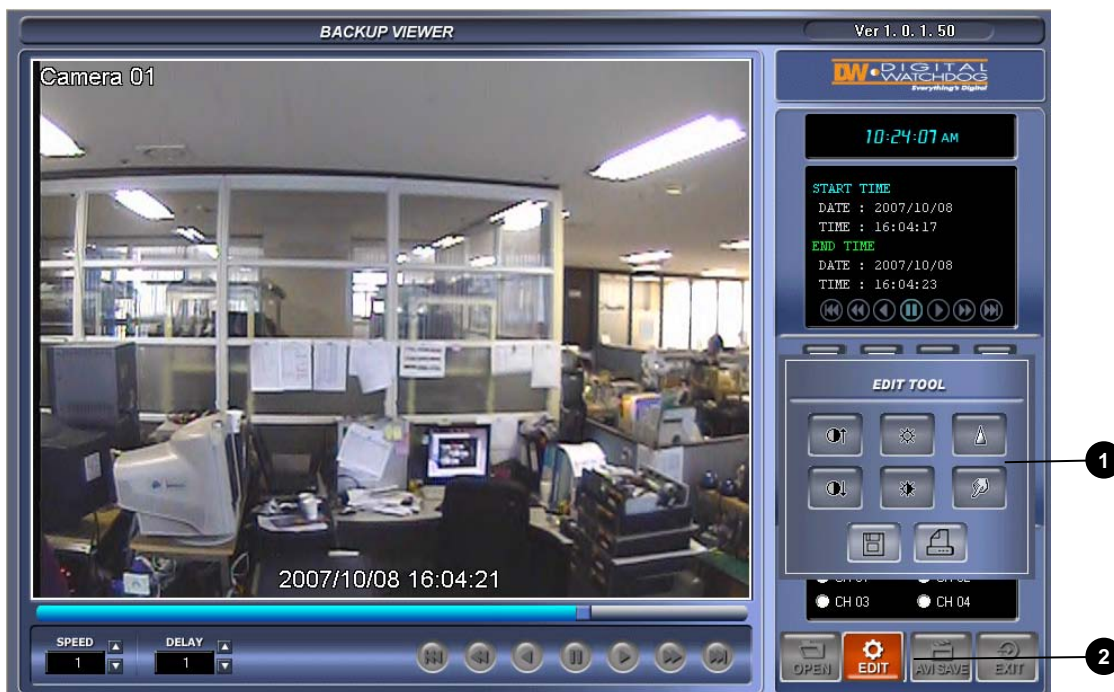 BACKUP VIEWER
Ver 1. 0. 1. 50
Camera 01
DW DIGITAL
WATCHDOG
Everything's Digital
10:24:07 AM
START TIME
DATE : 2007/10/08
TIME : 16:04:17
END TIME
DATE : 2007/10/08
TIME : 16:04:23
EDIT TOOL
1
CH 03
CH 04
2007/10/08 16:04:21
SPEED
1
DELAY
1
OPEN
EDIT
AVI SAVE
EXIT
2